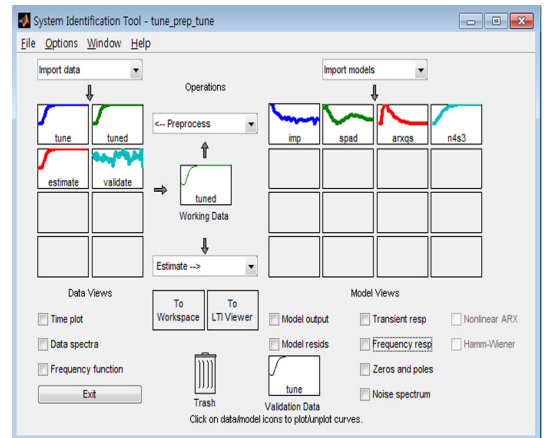 System Identification Tool - tune_prep_tune
File Options Window Help
Import data
Operations
Import models
tune
tuned
<-- Preprocess
imp
spad
arxqs
n4s3
estimate
validate
tuned
Working Data
Estimate -->
Data Views
To Workspace
To LTI Viewer
Model Views
Time plot
Data spectra
Frequency function
Model output
Model resids
Transient resp
Frequency resp
Zeros and poles
Noise spectrum
Nonlinear ARX
Hamm-Wiener
Exit
Trash
tune
Validation Data
Click on data/model icons to plot/unplot curves.